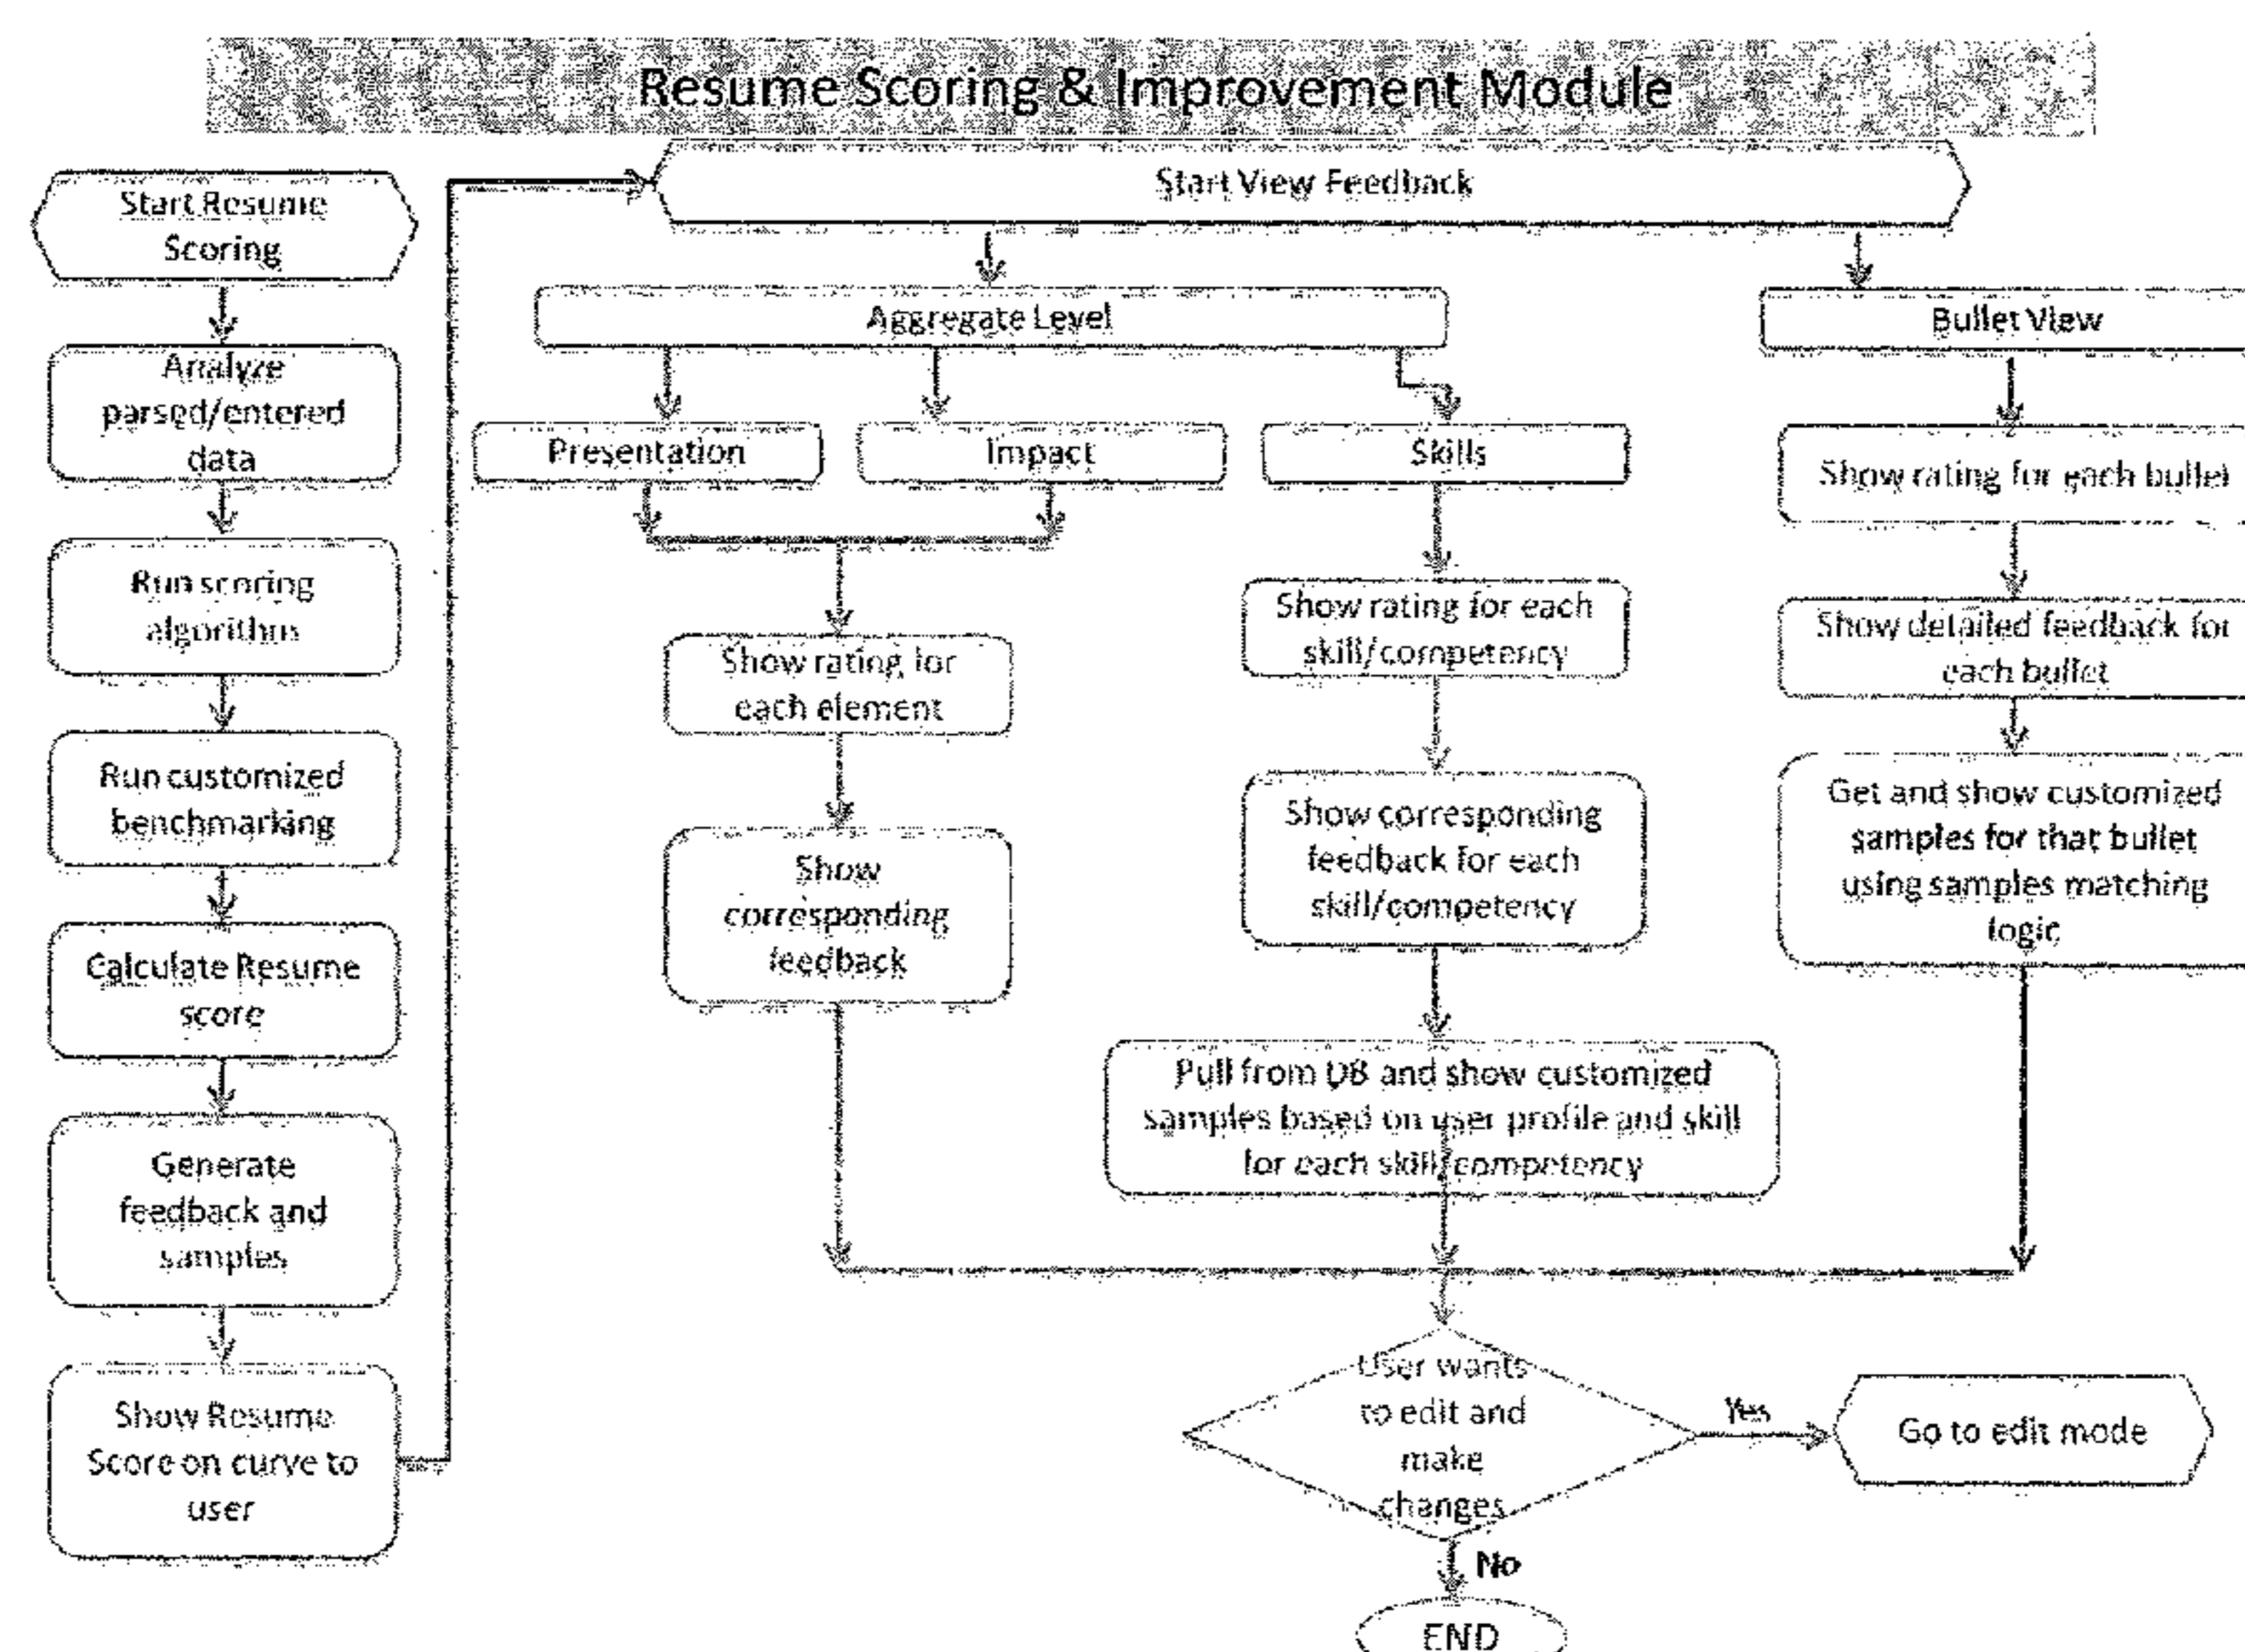 Resume Scoring & Improvement Module
Start Resume
Scoring
Analyze
parsed/entered
data
Run scoring
algorithms
Run customized
benchmarking
Calculate Resume
score
Generate
feedback and
samples
Show Resume
Score on curve to
user
Start View Feedback
Aggregate Level
Presentation
Impact
Skills
Show rating for
each element
Show
corresponding
feedback
Show rating for each
skill/competency
Show corresponding
feedback for each
skill/competency
Pull from DB and show customized
samples based on user profile and skill
for each skill/competency
Bullet View
Show rating for each bullet
Show detailed feedback for
each bullet
Get and show customized
samples for that bullet
using samples matching
logic
User wants
to edit and
make
changes
Yes
Go to edit mode
No
END